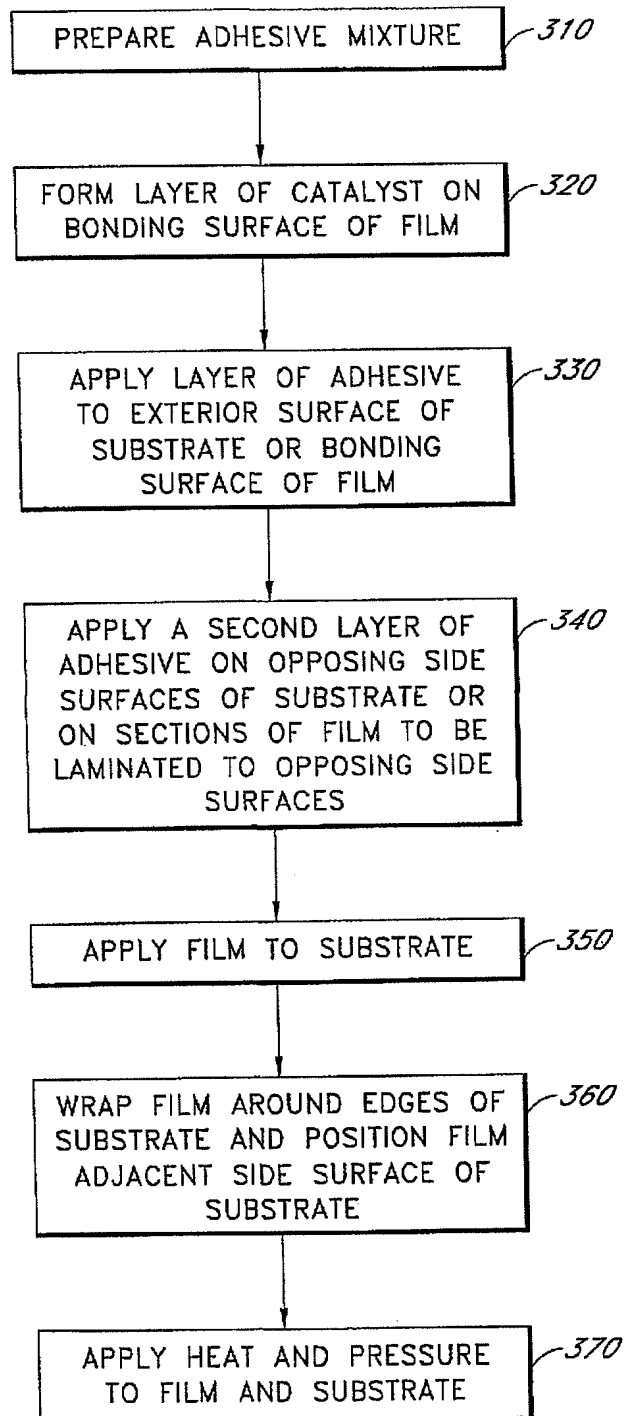 PREPARE ADHESIVE MIXTURE
310
FORM LAYER OF CATALYST ON
BONDING SURFACE OF FILM
320
APPLY LAYER OF ADHESIVE
TO EXTERIOR SURFACE OF
SUBSTRATE OR BONDING
SURFACE OF FILM
330
APPLY A SECOND LAYER OF
ADHESIVE ON OPPOSING SIDE
SURFACES OF SUBSTRATE OR
ON SECTIONS OF FILM TO BE
LAMINATED TO OPPOSING SIDE
SURFACES
340
APPLY FILM TO SUBSTRATE
350
WRAP FILM AROUND EDGES OF
SUBSTRATE AND POSITION FILM
ADJACENT SIDE SURFACE OF
SUBSTRATE
360
APPLY HEAT AND PRESSURE
TO FILM AND SUBSTRATE
370